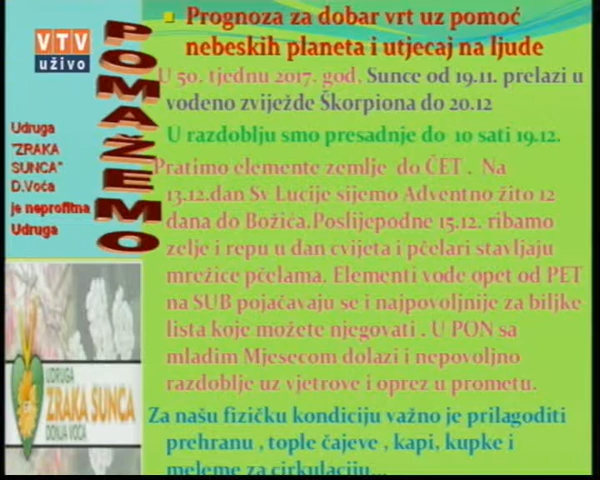 VTV
uživo
POMAŽEMO
Udruga
"ZRAKA
SUNCA"
D.Voća
je neprofitna
Udruga
UDRUGA
ZRAKA SUNCA
DONJA VOĆA
Prognoza za dobar vrt uz pomoć
nebeskih planeta i utjecaj na ljude
U 50. tjednu 2017. god, Sunce od 19.11. prelazi u
vodeno zviježde Škorpiona do 20.12
U razdoblju smo presadnje do 10 sati 19.12.
Pratimo elemente zemlje do ČET . Na
13.12.dan Sv Lucije sijemo Adventno žito 12
dana do Božića.Poslijepodne 15.12. ribamo
zelje i repu u dan cvijeta i pčelari stavljaju
mrežice pčelama. Elementi vode opet od PET
na SUB pojačavaju se i najpovoljnije za biljke
lista koje možete njegovati . U PON sa
mladim Mjesecom dolazi i nepovoljno
razdoblje uz vjetrove i oprez u prometu.
Za našu fizičku kondiciju važno je prilagoditi
prehranu , tople čajeve , kapi, kupke i
meleme za cirkulaciju...